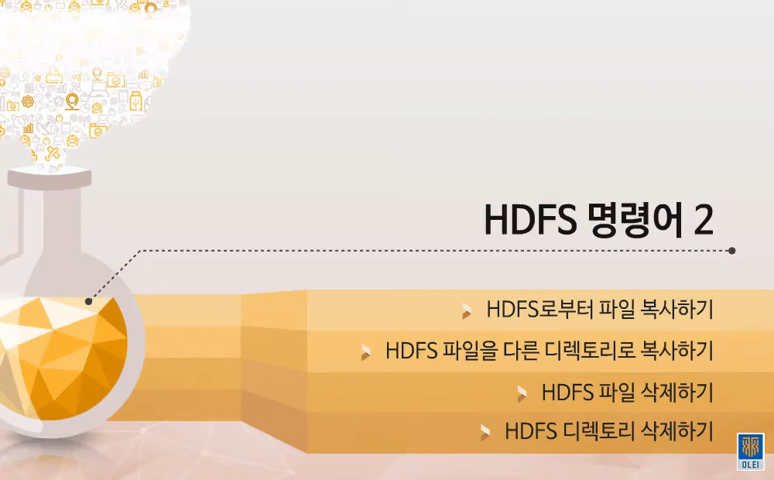 HDFS 명령어 2
HDFS로부터 파일 복사하기
HDFS 파일을 다른 디렉토리로 복사하기
HDFS 파일 삭제하기
HDFS 디렉토리 삭제하기
OLEI